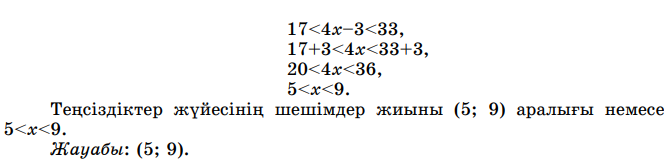 17<4x−3<33,
17+3<4x<33+3,
20<4x<36,
5<x<9.
Теңсіздіктер жүйесінің шешімдер жиыны (5; 9) аралығы немесе
5<x<9.
Жауабы: (5; 9).